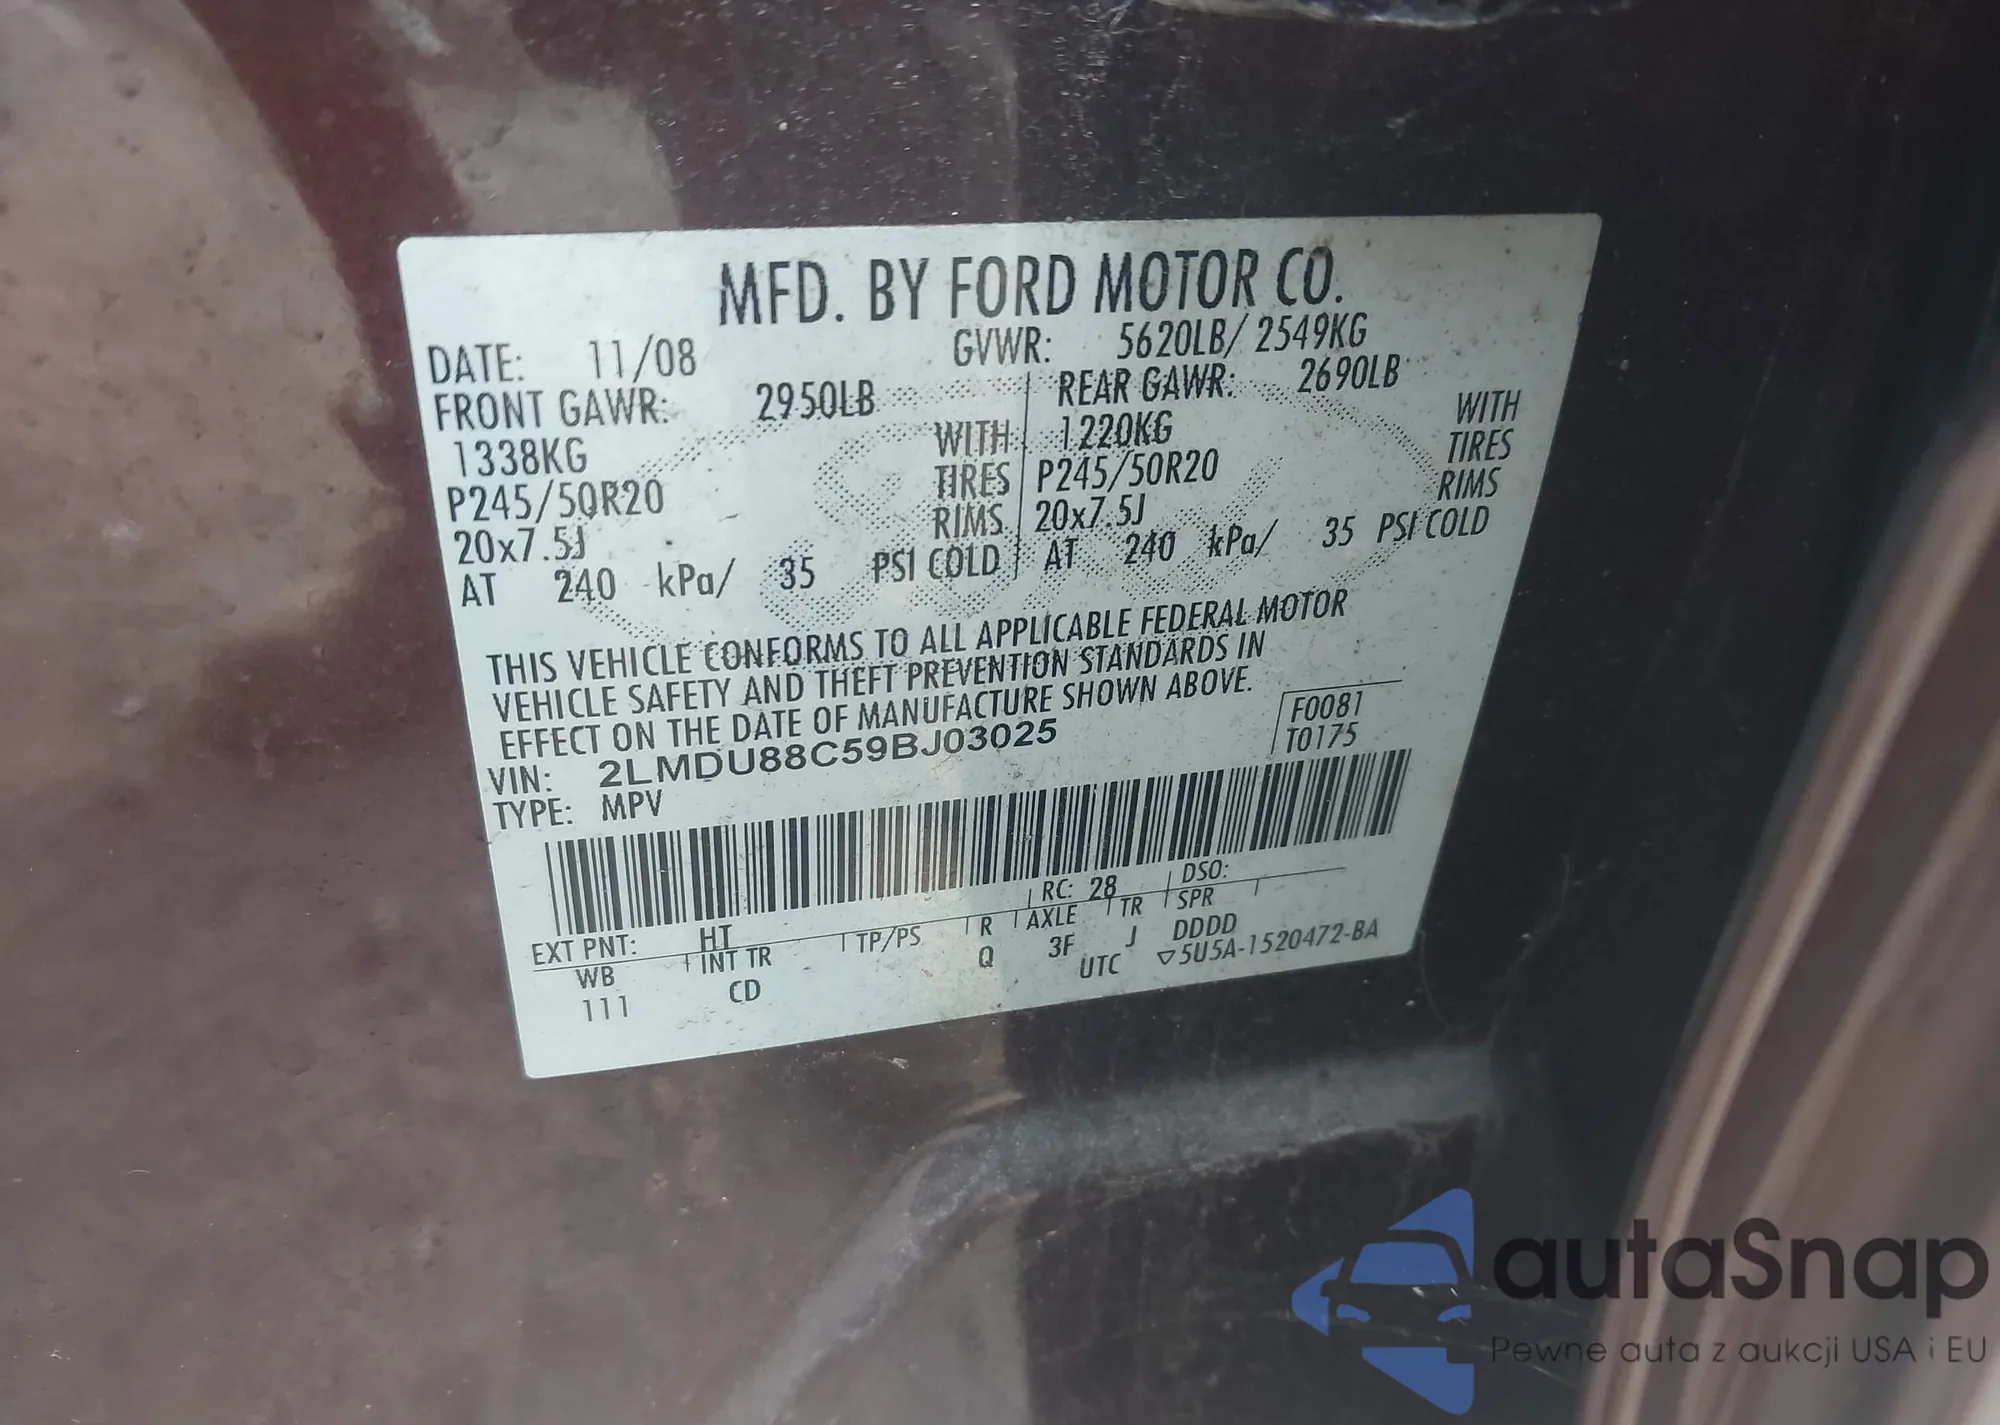 MFD. BY FORD MOTOR CO.
DATE: 11/08 GVWR: 5620LB/ 2549KG
FRONT GAWR: 2950LB REAR GAWR: 2690LB
1338KG WITH 1220KG WITH
P245/50R20 TIRES P245/50R20 TIRES
20x7.5J RIMS 20x7.5J RIMS
AT 240 kPa/ 35 PSI COLD AT 240 kPa/ 35 PSI COLD
THIS VEHICLE CONFORMS TO ALL APPLICABLE FEDERAL MOTOR
VEHICLE SAFETY AND THEFT PREVENTION STANDARDS IN
EFFECT ON THE DATE OF MANUFACTURE SHOWN ABOVE.
F0081
VIN: 2LMDU88C59BJ03025 T0175
TYPE: MPV
EXT PNT: HT RC: 28 DSO:
WB INT TR TP/PS R AXLE TR SPR
111 CD Q 3F J DDDD
UTC ▽5U5A-1520472-BA
autaSnap
Pewne auta z aukcji USA i EU